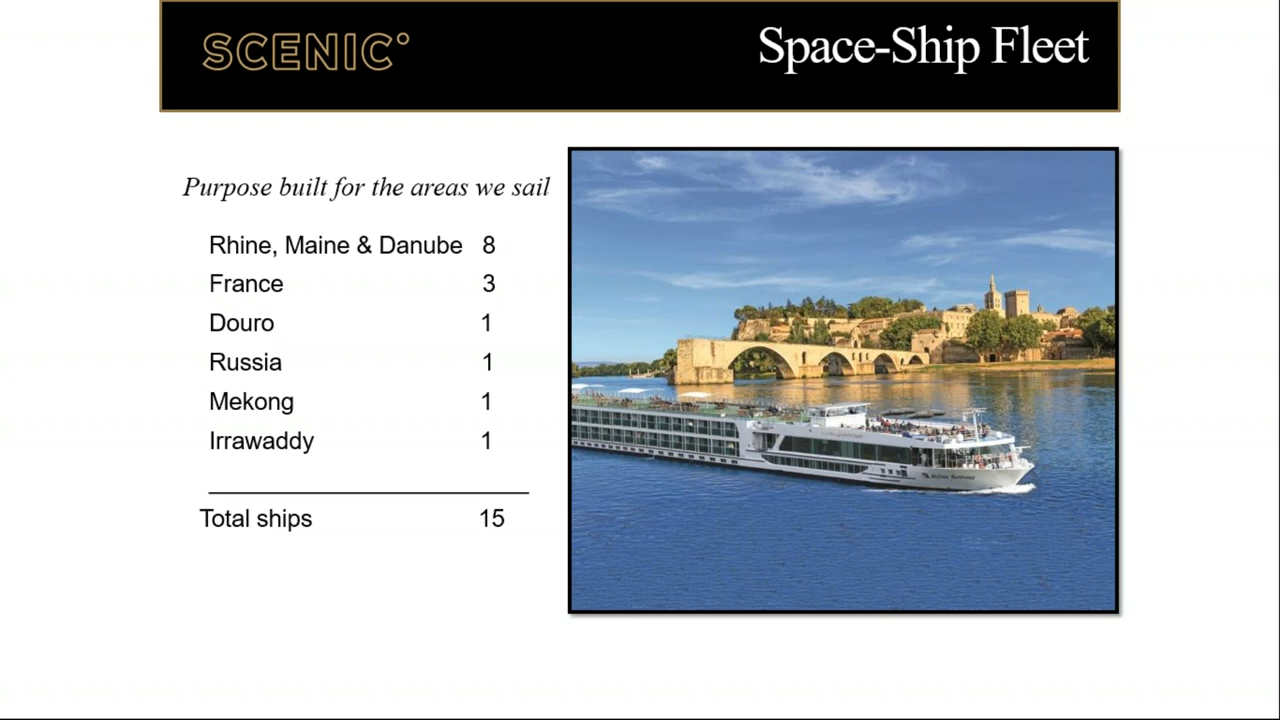 SCENIC°
Space-Ship Fleet
Purpose built for the areas we sail
Rhine, Maine & Danube 8
France 3
Douro 1
Russia 1
Mekong 1
Irrawaddy 1
Total ships 15